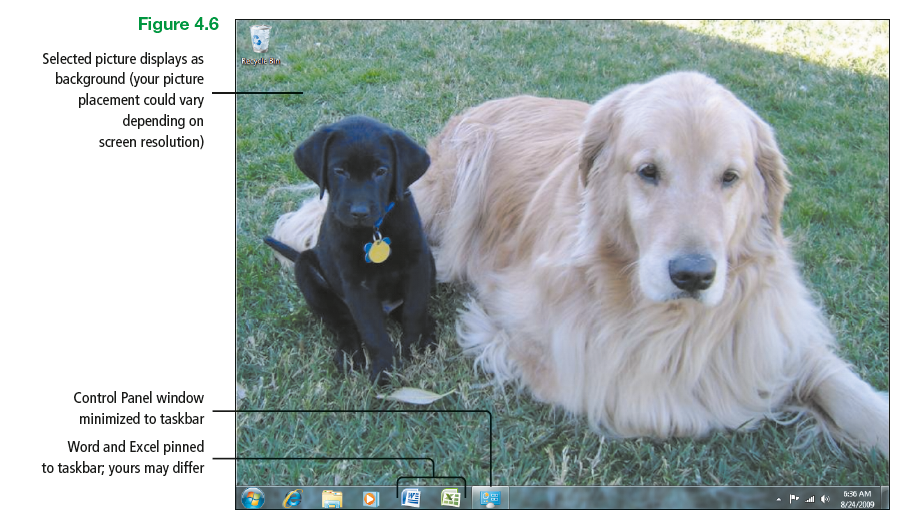 Figure 4.6
Selected picture displays as
background (your picture
placement could vary
depending on
screen resolution)
Recycle Bin
Control Panel window
minimized to taskbar
Word and Excel pinned
to taskbar; yours may differ
6:36 AM
8/24/2009